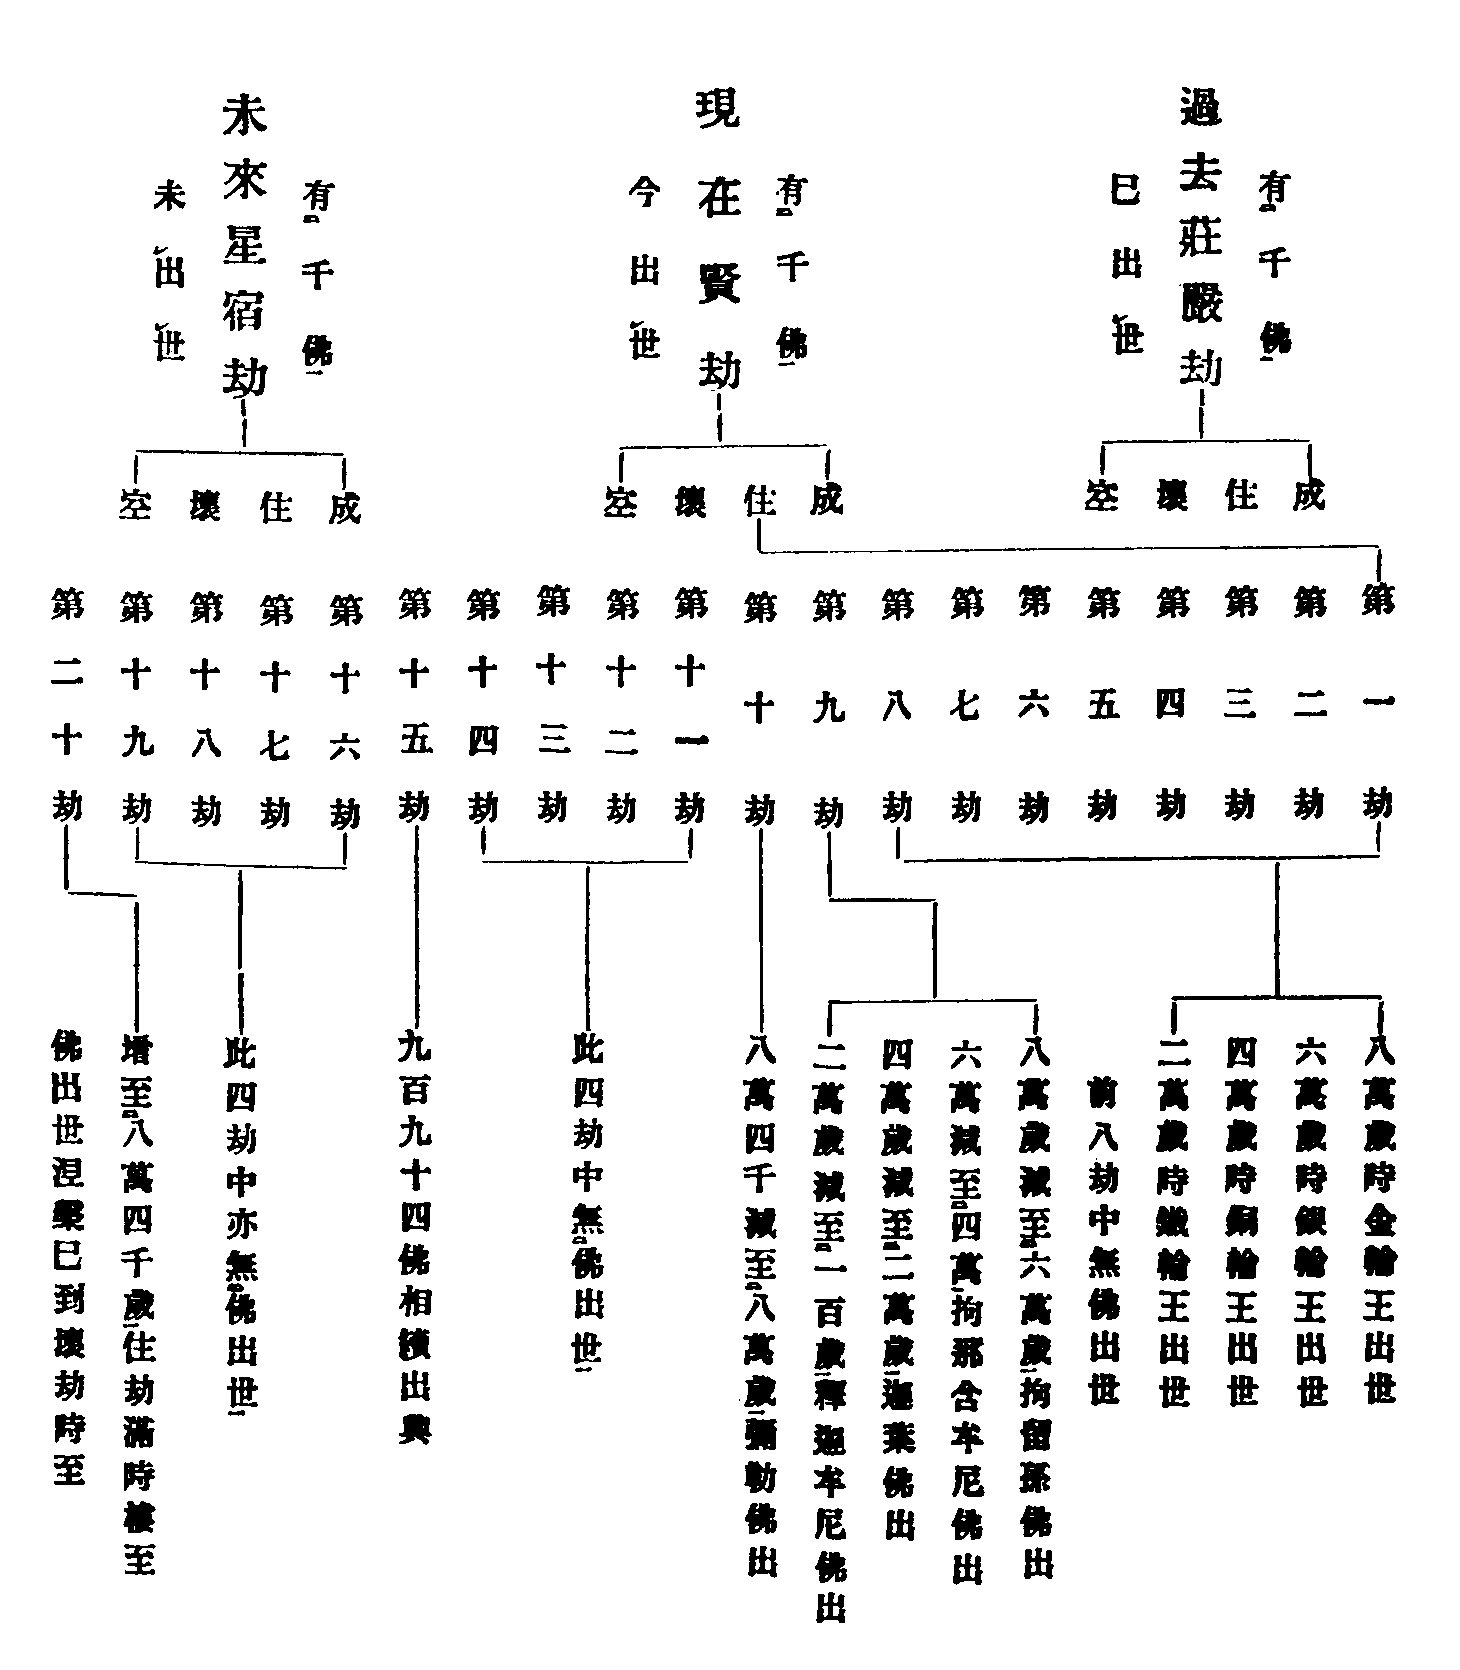 過去莊嚴劫
有千佛
已出世
現在賢劫
有千佛
今出世
未來星宿劫
有千佛
未出世
成
住
壞
空
成
住
壞
空
成
住
壞
空
第一劫
第二劫
第三劫
第四劫
第五劫
第六劫
第七劫
第八劫
第九劫
第十劫
第十一劫
第十二劫
第十三劫
第十四劫
第十五劫
第十六劫
第十七劫
第十八劫
第十九劫
第二十劫
八萬歲時金輪王出世
六萬歲時銀輪王出世
四萬歲時銅輪王出世
二萬歲時鐵輪王出世
前八劫中無佛出世
八萬歲減至六萬歲拘留孫佛出
六萬減至四萬拘那含牟尼佛出
四萬歲減至二萬歲迦葉佛出
二萬歲減至一百歲釋迦牟尼佛出
八萬四千減至八萬歲彌勒佛出
此四劫中無佛出世
九百九十四佛相續出興
此四劫中亦無佛出世
增至八萬四千歲住劫滿時樓至
佛出世涅槃已到壞劫時至